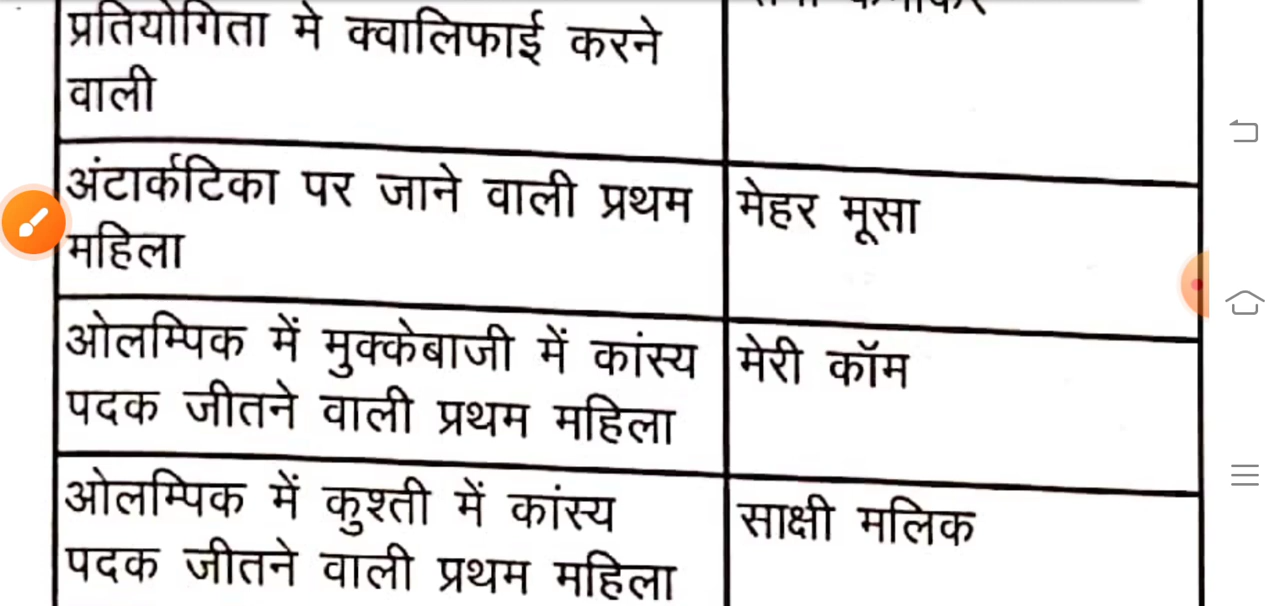 प्रतियोगिता मे क्वालिफाई करने
वाली
अंटार्कटिका पर जाने वाली प्रथम
महिला
मेहर मूसा
ओलम्पिक में मुक्केबाजी में कांस्य
पदक जीतने वाली प्रथम महिला
मेरी कॉम
ओलम्पिक में कुश्ती में कांस्य
पदक जीतने वाली प्रथम महिला
साक्षी मलिक